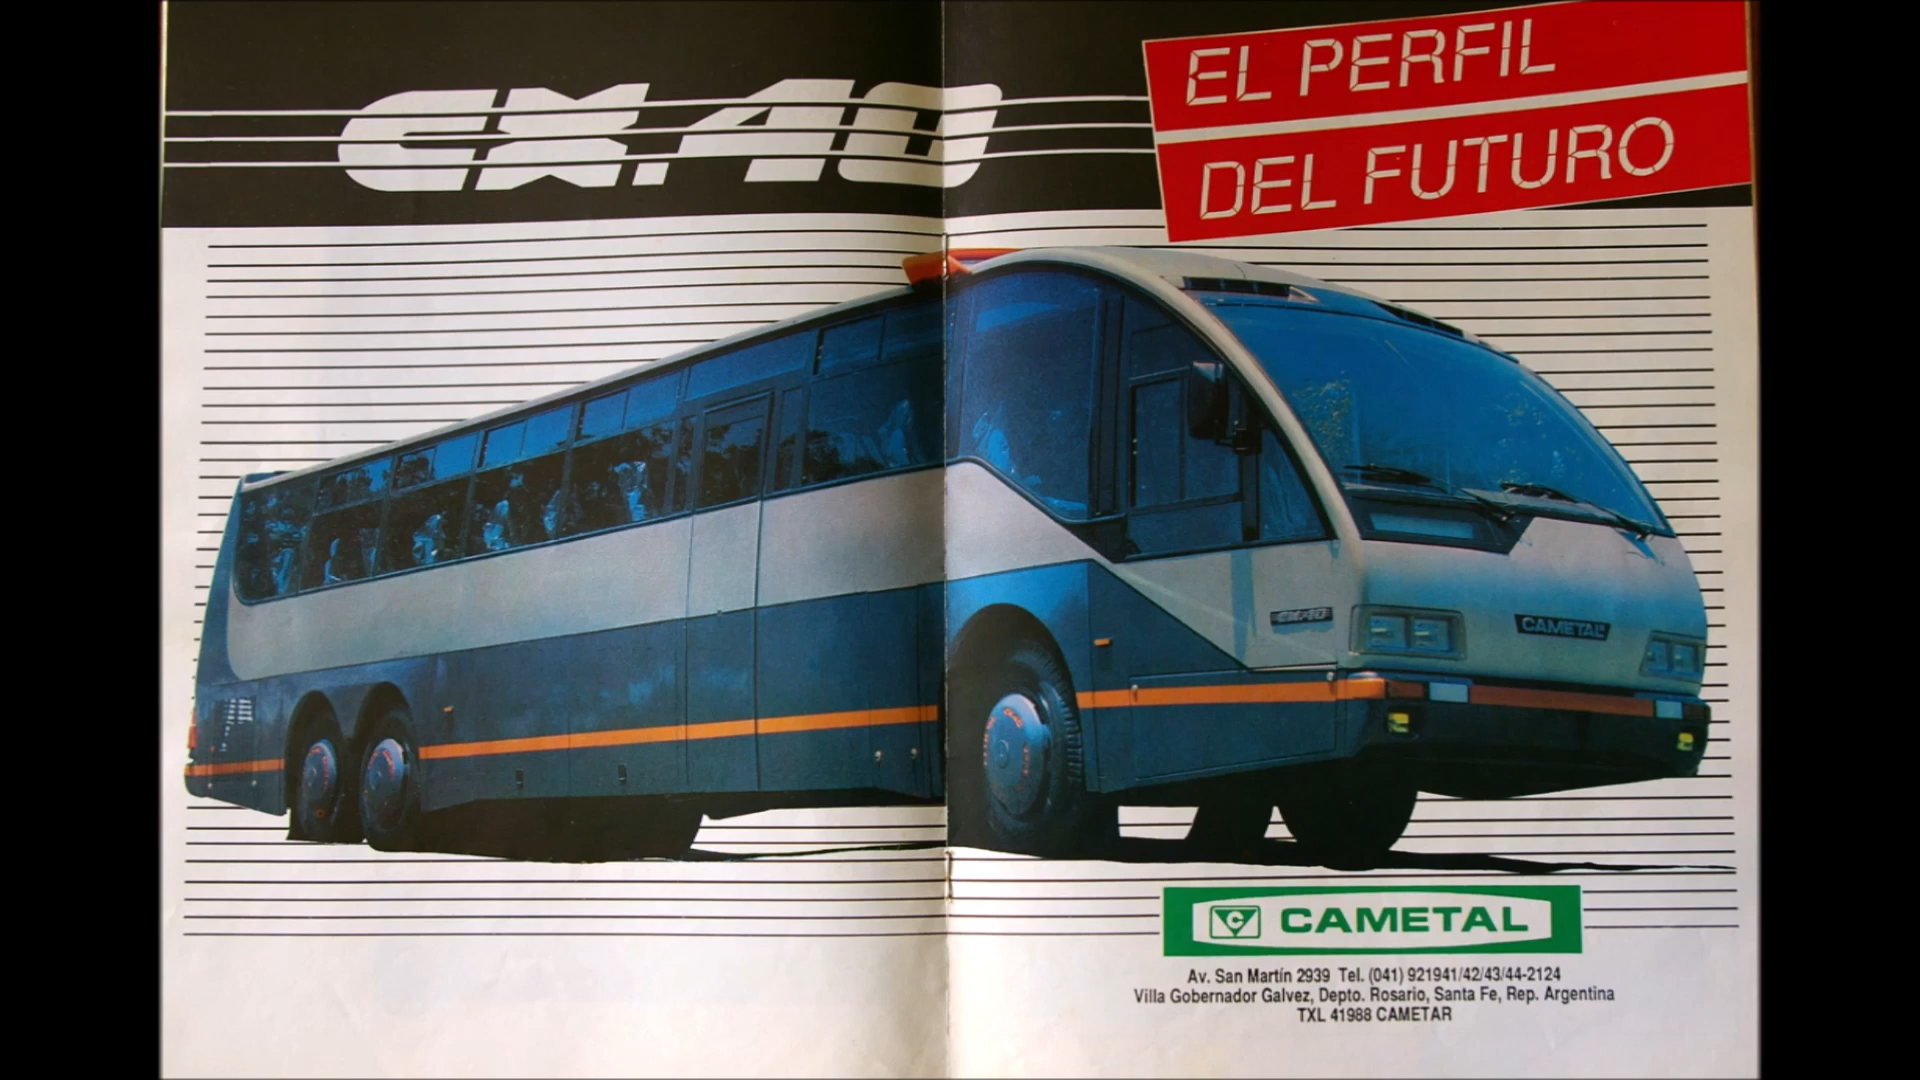 CX.40
EL PERFIL
DEL FUTURO
CX.40
CAMETAL
C CAMETAL
Av. San Martín 2939 Tel. (041) 921941/42/43/44-2124
Villa Gobernador Galvez, Depto. Rosario, Santa Fe, Rep. Argentina
TXL 41988 CAMETAR